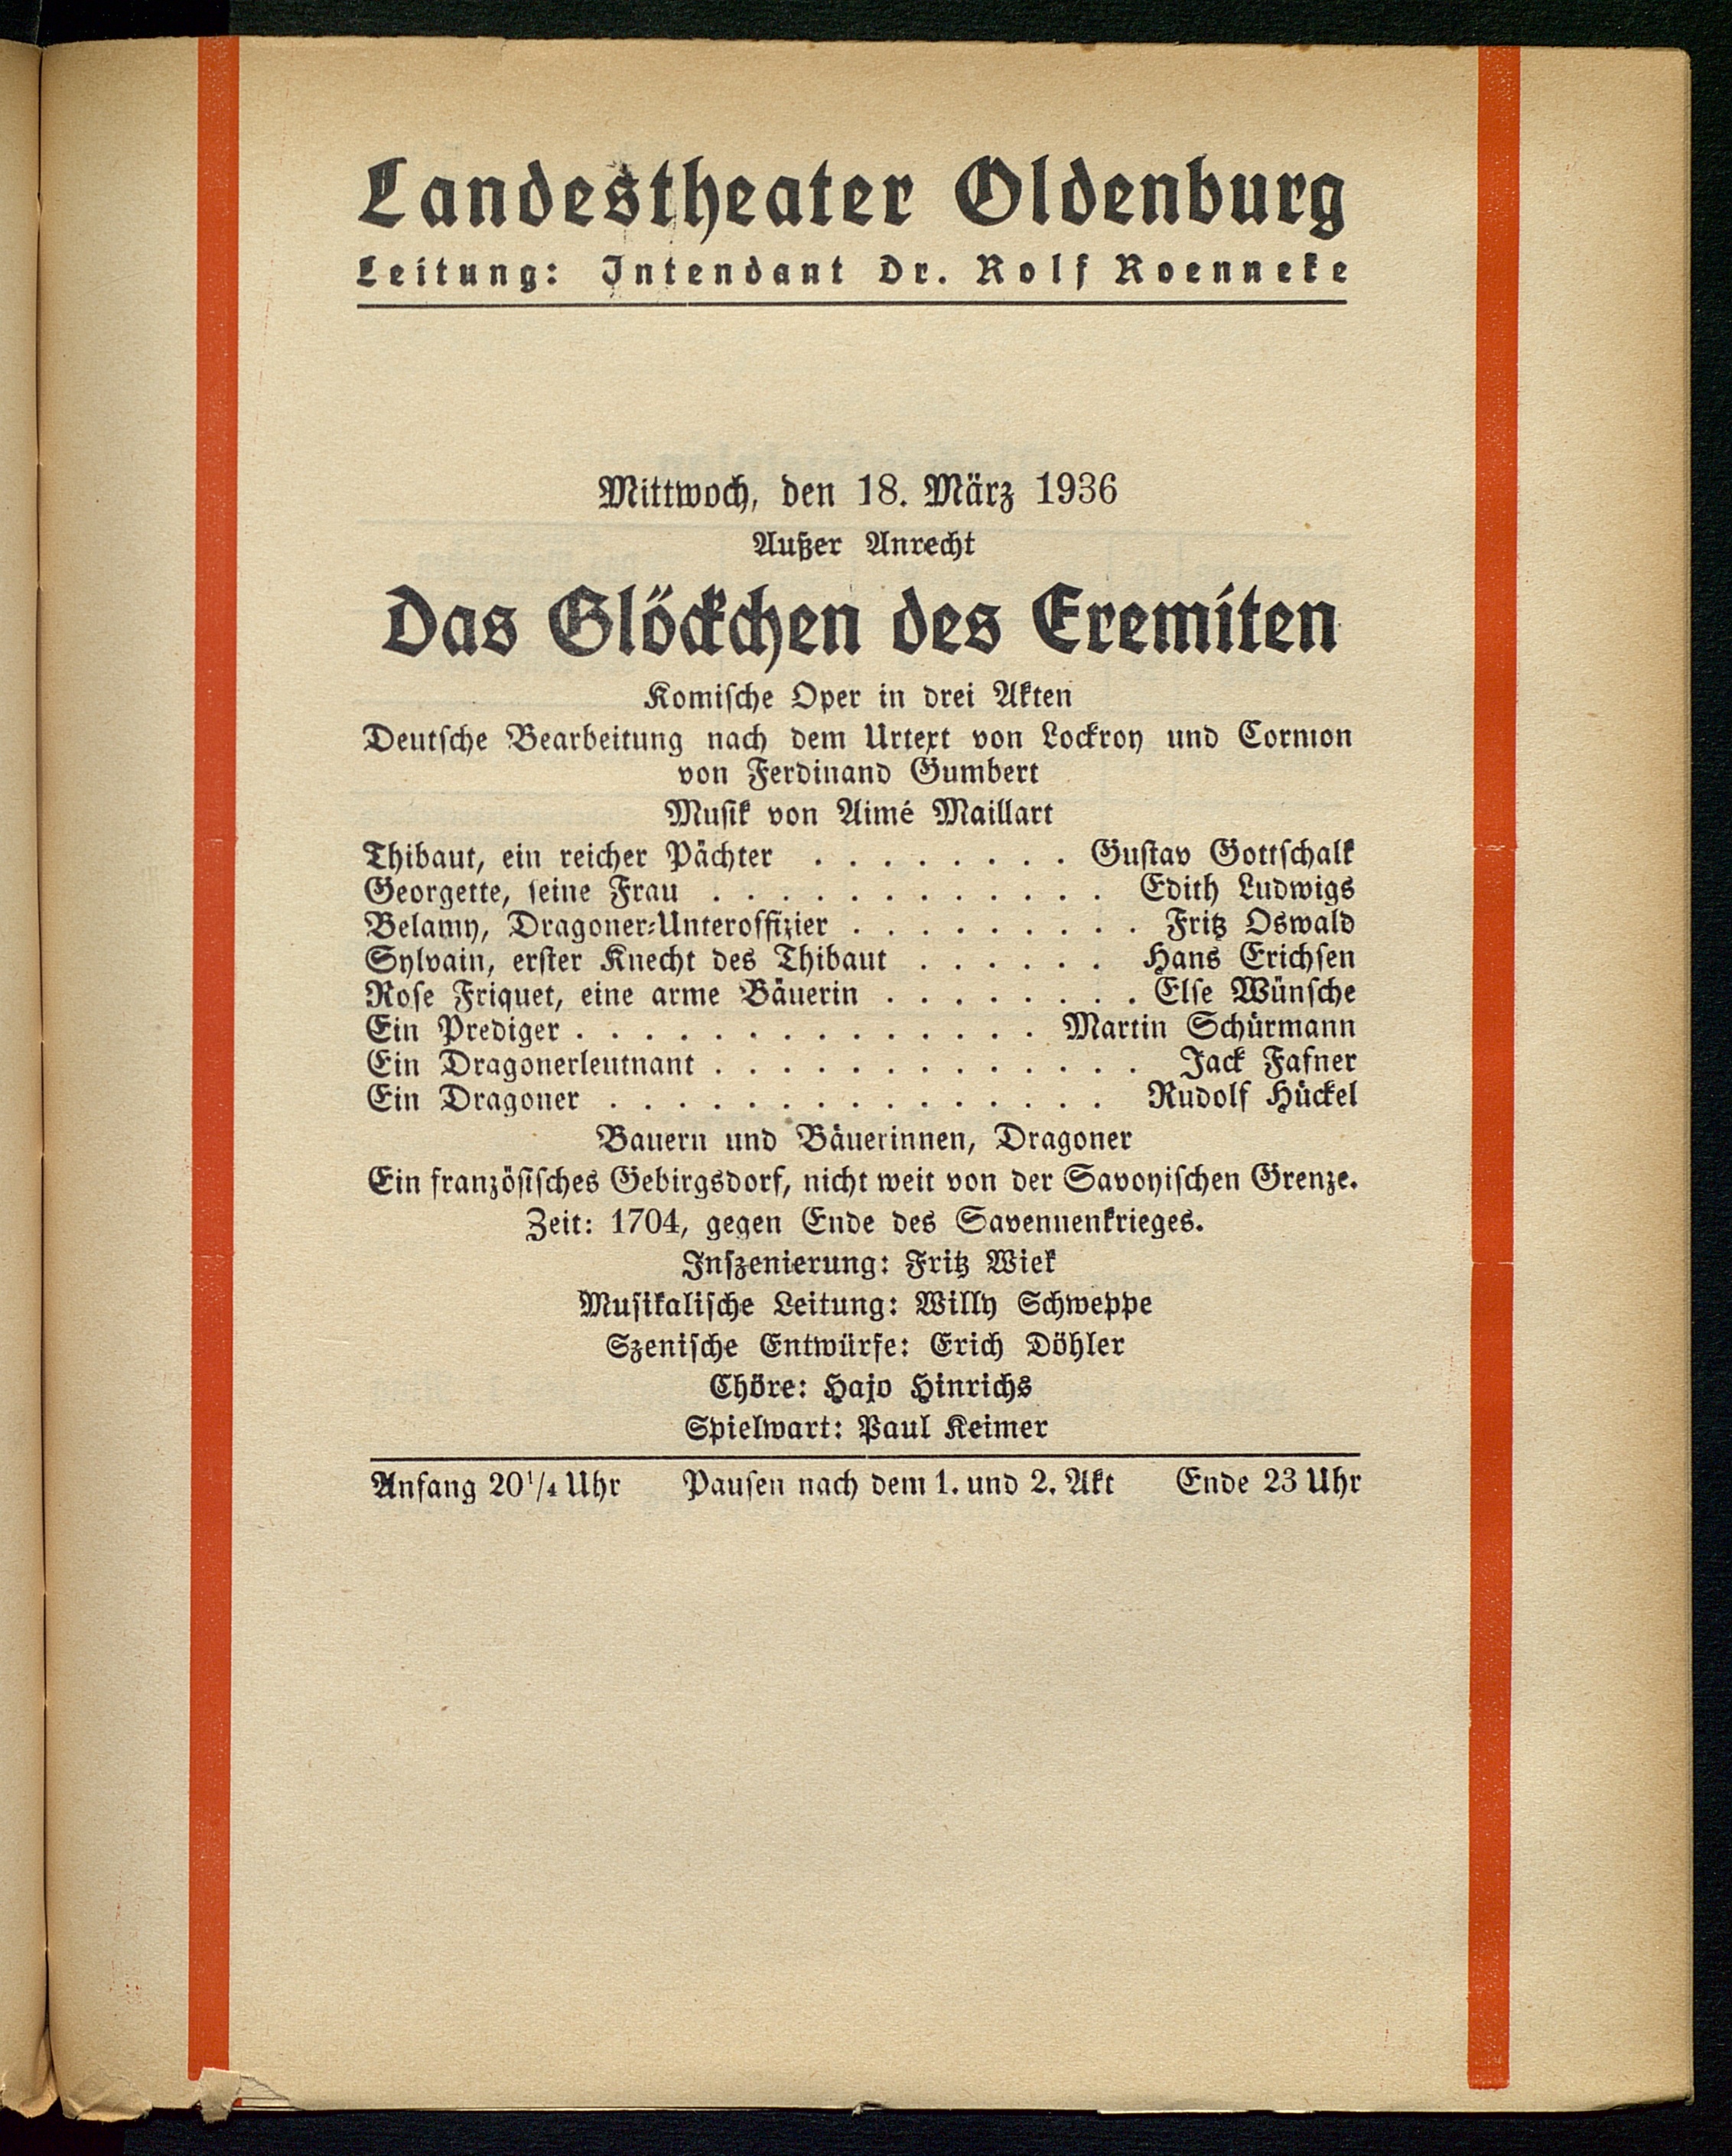 Landestheater Oldenburg
Leitung: Intendant Dr. Rolf Roenneke
Mittwoch, den 18. März 1936
Außer Anrecht
Das Glöckchen des Eremiten
Komische Oper in drei Akten
Deutsche Bearbeitung nach dem Urtext von Lockroy und Cormon
von Ferdinand Gumbert
Musik von Aimé Maillart
Thibaut, ein reicher Pächter . . . . . . . . Gustav Gottschalk
Georgette, seine Frau . . . . . . . . . . . . Edith Ludwigs
Belamy, Dragoner-Unteroffizier . . . . . . . . . Fritz Oswald
Sylvain, erster Knecht des Thibaut . . . . . . Hans Erichsen
Rose Friquet, eine arme Bäuerin . . . . . . . . Else Wünsche
Ein Prediger . . . . . . . . . . . . . . Martin Schürmann
Ein Dragonerleutnant . . . . . . . . . . . . . Jack Fafner
Ein Dragoner . . . . . . . . . . . . . . . Rudolf Hückel
Bauern und Bäuerinnen, Dragoner
Ein französisches Gebirgsdorf, nicht weit von der Savoyischen Grenze.
Zeit: 1704, gegen Ende des Savennenkrieges.
Inszenierung: Fritz Wiek
Musikalische Leitung: Willy Schweppe
Szenische Entwürfe: Erich Döhler
Chöre: Hajo Hinrichs
Spielwart: Paul Keimer
Anfang 20¹/₄ Uhr Pausen nach dem 1. und 2. Akt Ende 23 Uhr